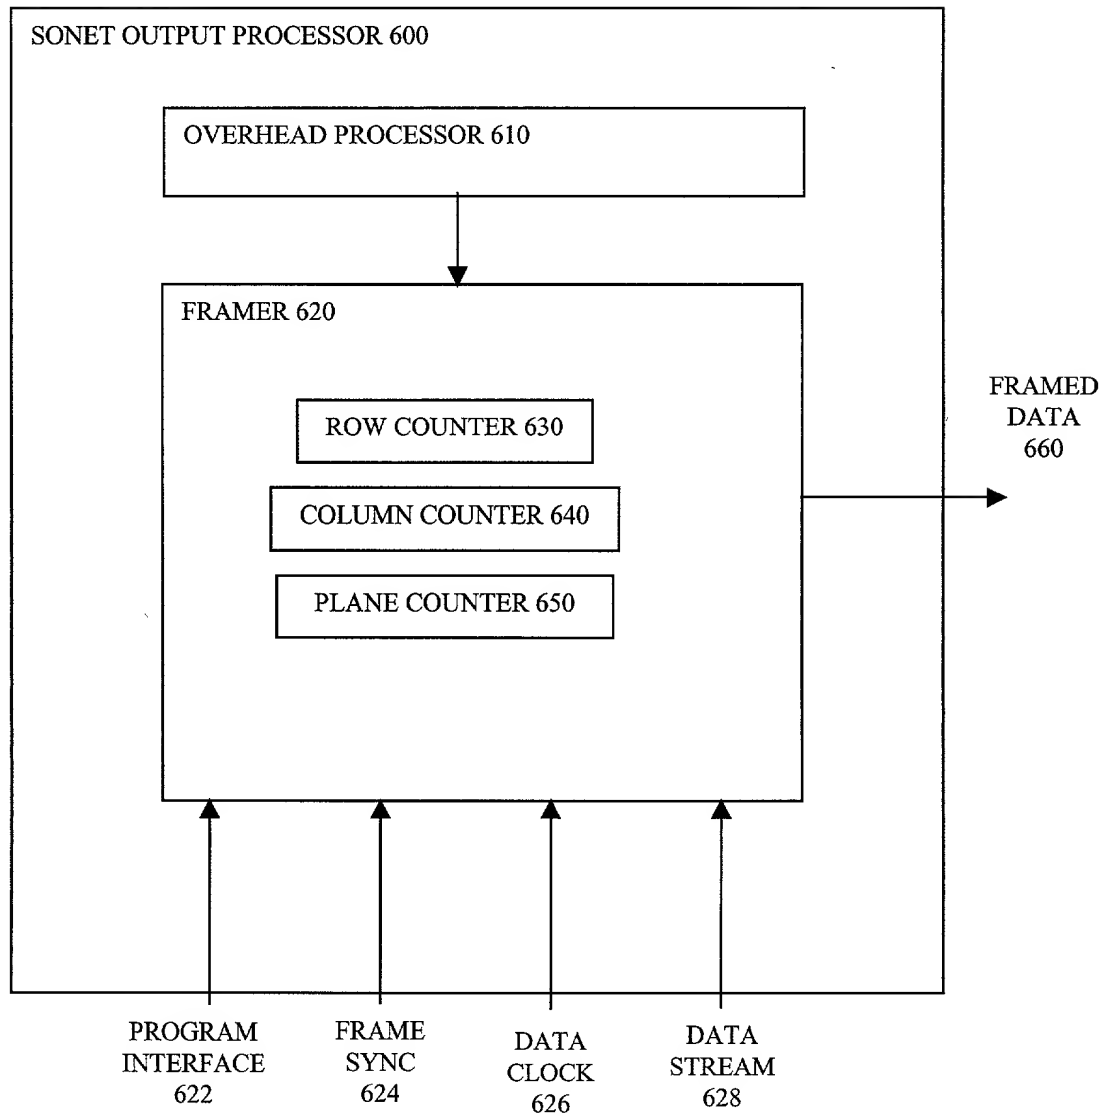 SONET OUTPUT PROCESSOR 600
OVERHEAD PROCESSOR 610
FRAMER 620
ROW COUNTER 630
COLUMN COUNTER 640
PLANE COUNTER 650
FRAMED
DATA
660
PROGRAM
INTERFACE
622
FRAME
SYNC
624
DATA
CLOCK
626
DATA
STREAM
628